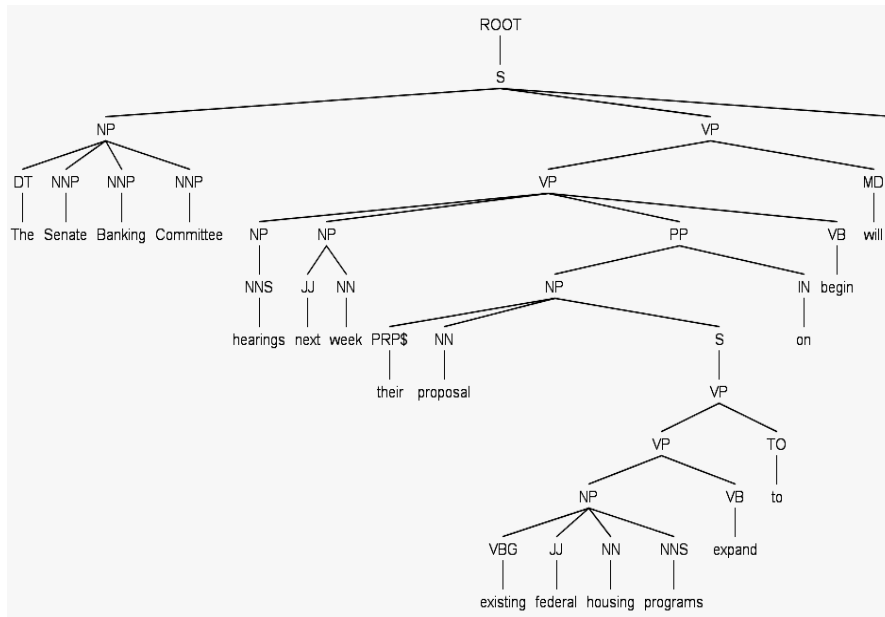 ROOT
S
NP VP
DT NNP NNP NNP VP MD
The Senate Banking Committee NP NP PP VB will
NNS JJ NN NP IN begin
hearings next week PRP$ NN S on
their proposal VP
VP TO
NP VB to
VBG JJ NN NNS expand
existing federal housing programs